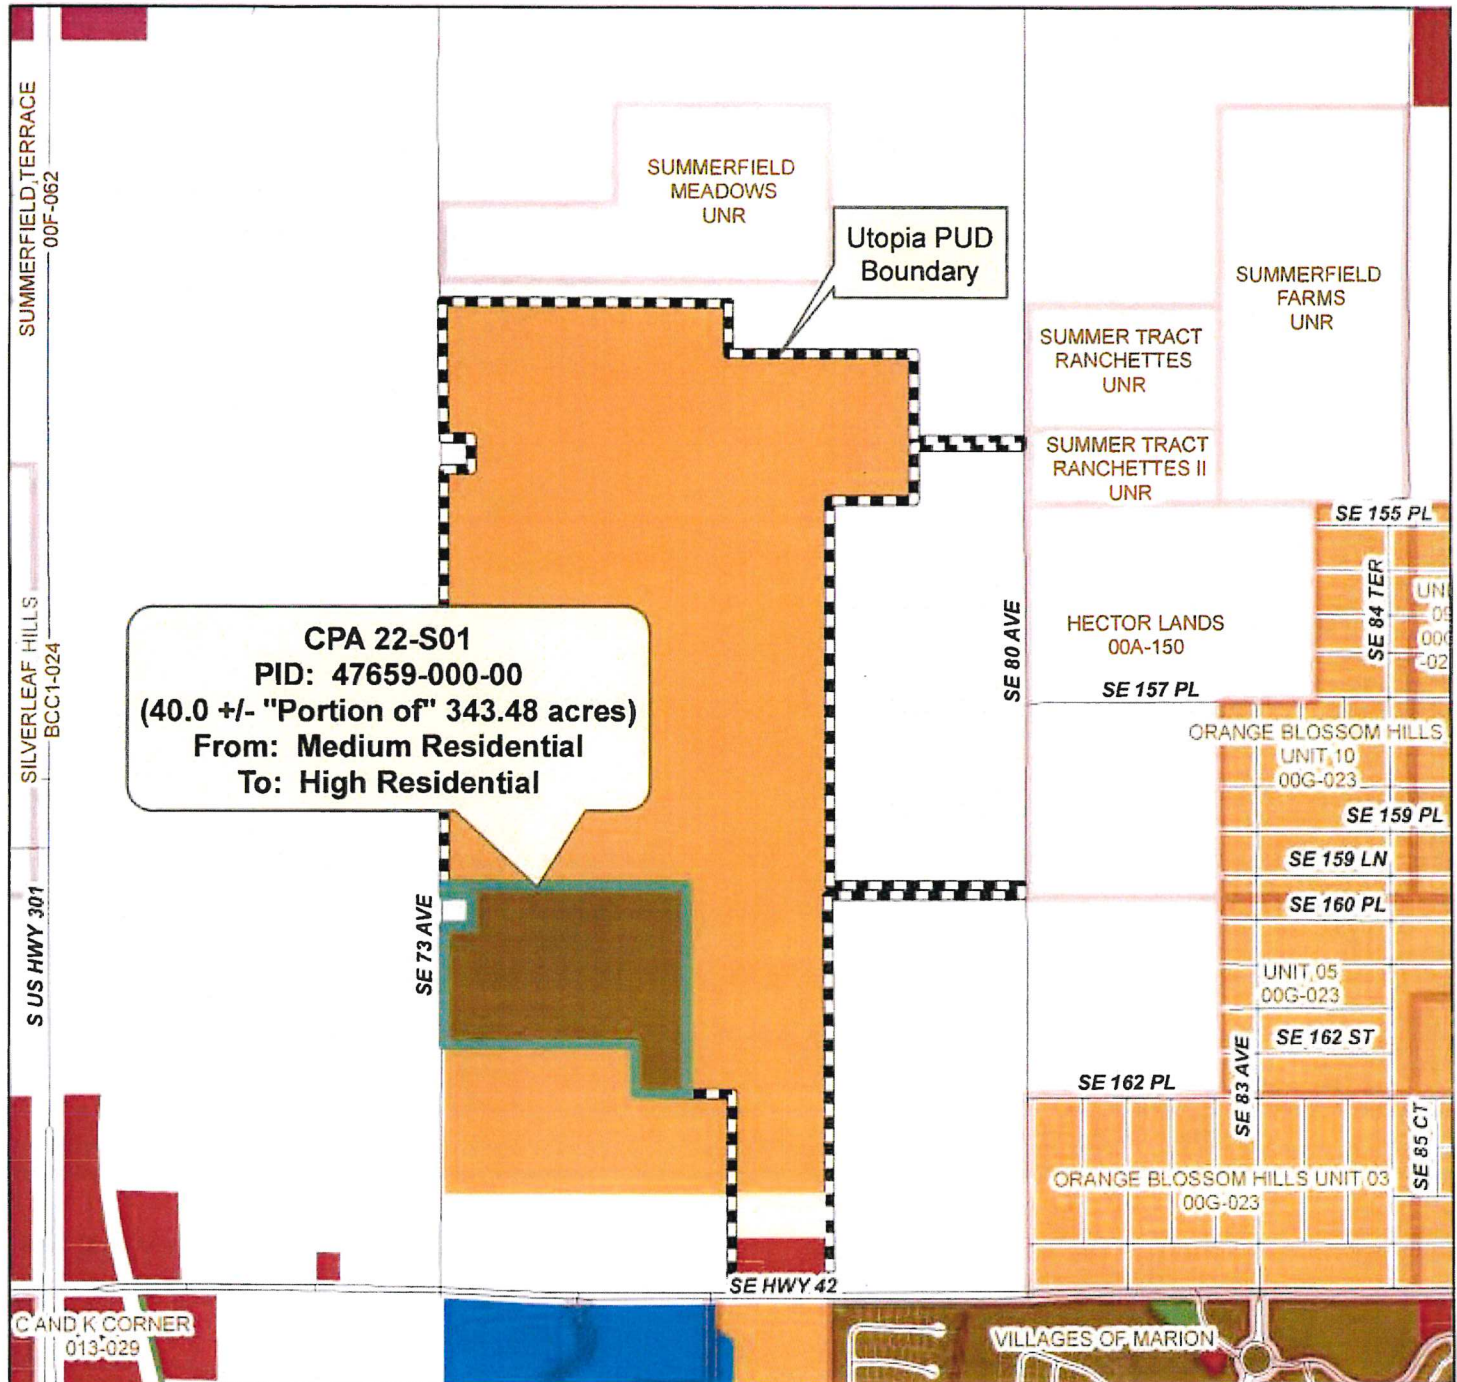 SUMMERFIELD TERRACE
00F-062
SUMMERFIELD
MEADOWS
UNR
Utopia PUD
Boundary
SUMMERFIELD
FARMS
UNR
SUMMER TRACT
RANCHETTES
UNR
SUMMER TRACT
RANCHETTES II
UNR
SE 155 PL
SE 84 TER
SILVERLEAF HILLS
BCC1-024
CPA 22-S01
PID: 47659-000-00
(40.0 +/- "Portion of" 343.48 acres)
From: Medium Residential
To: High Residential
SE 80 AVE
HECTOR LANDS
00A-150
SE 157 PL
ORANGE BLOSSOM HILLS
UNIT 10
00G-023
SE 159 PL
SE 159 LN
SE 160 PL
S US HWY 301
SE 73 AVE
UNIT 05
00G-023
SE 162 ST
SE 83 AVE
SE 162 PL
SE 85 CT
ORANGE BLOSSOM HILLS UNIT 03
00G-023
SE HWY 42
C AND K CORNER
013-029
VILLAGES OF MARION